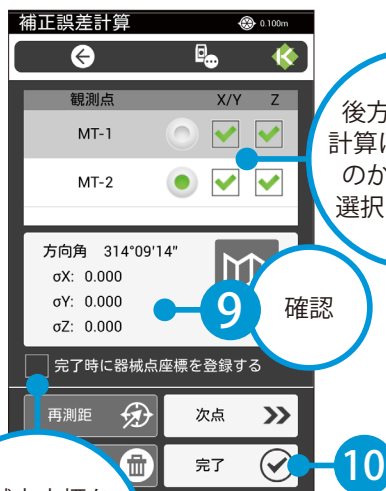 補正誤差計算 0.100m
観測点 X/Y Z
MT-1
MT-2
後方
計算に
のか
選択
方向角 314°09'14"
σX: 0.000
σY: 0.000
σZ: 0.000
9 確認
完了時に器械点座標を登録する
再測距 次点
完了
10